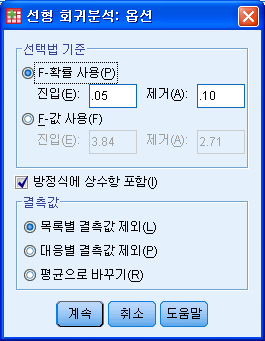 선형 회귀분석: 옵션
선택법 기준
F-확률 사용(P)
진입(E): .05 제거(A): .10
F-값 사용(F)
진입(E): 3.84 제거(A): 2.71
방정식에 상수항 포함(I)
결측값
목록별 결측값 제외(L)
대응별 결측값 제외(P)
평균으로 바꾸기(R)
계속 취소 도움말